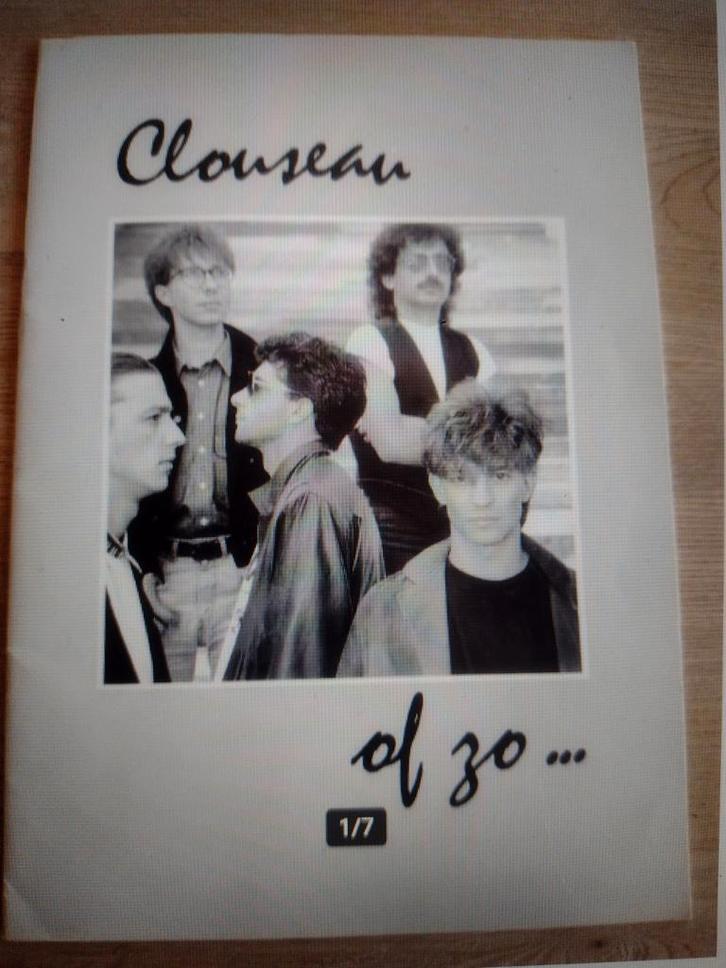 Clouseau
of zo ...
1/7